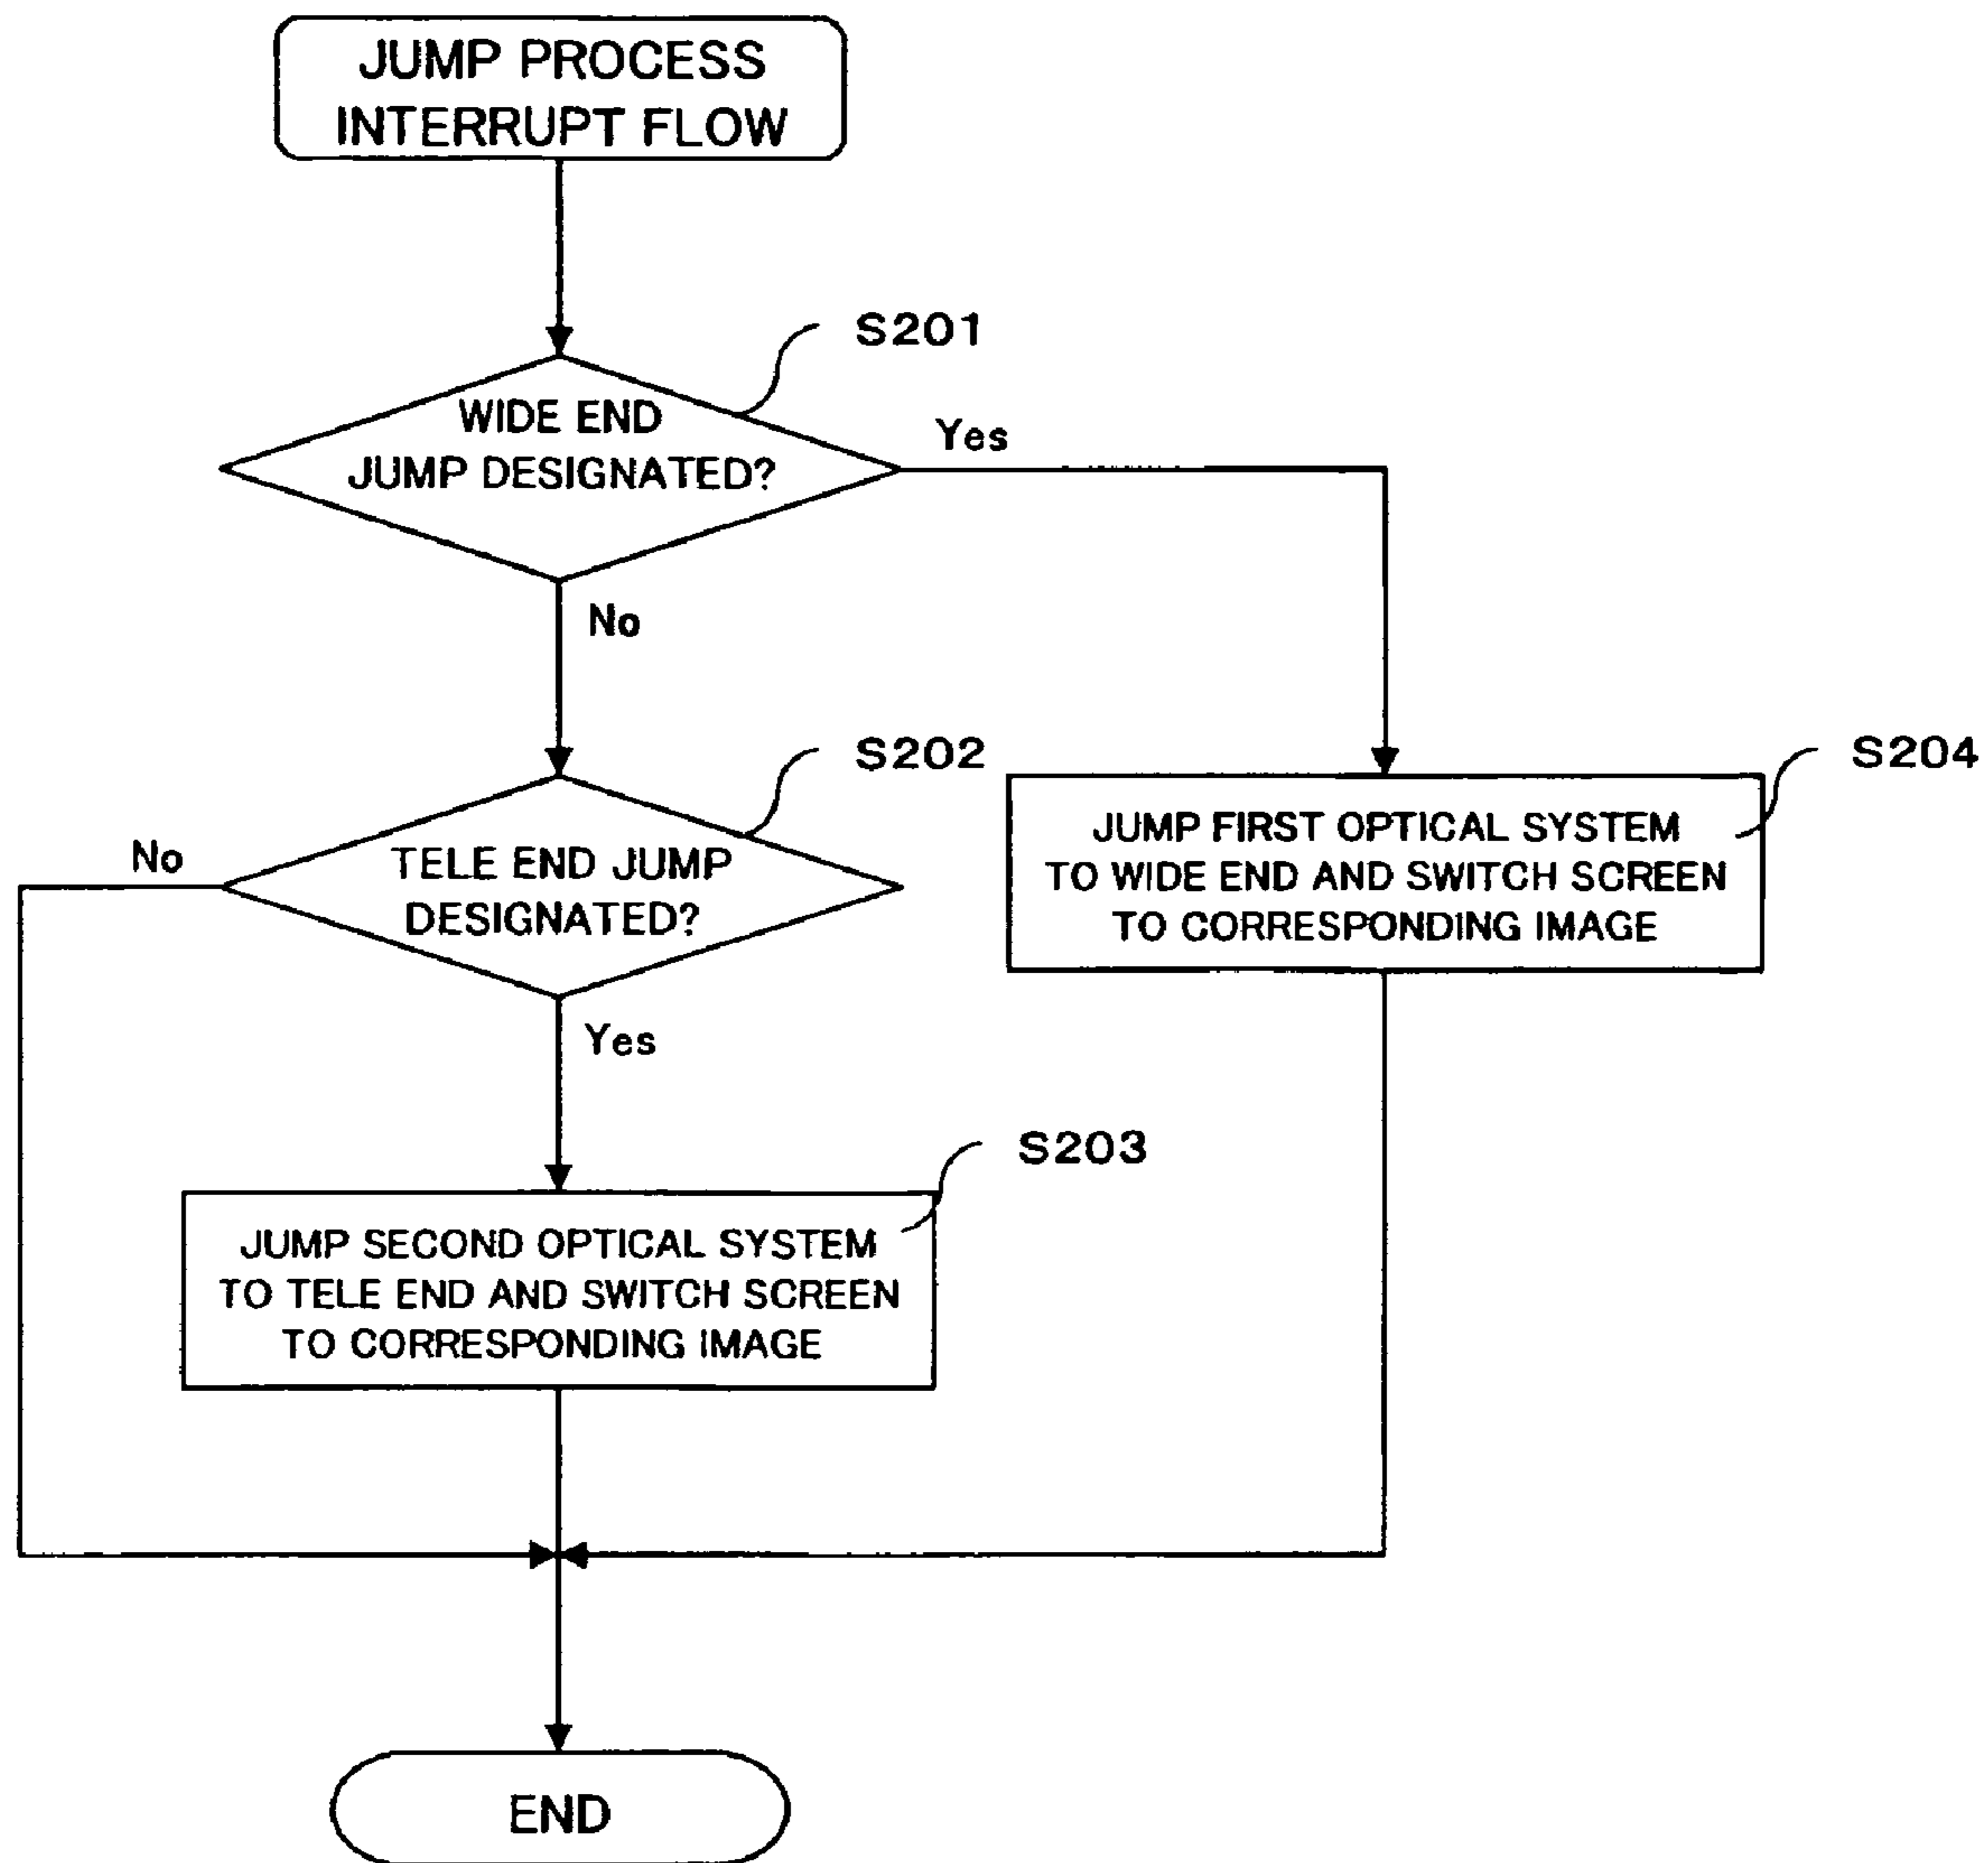 JUMP PROCESS
INTERRUPT FLOW
S201
WIDE END
JUMP DESIGNATED?
Yes
No
S202
TELE END JUMP
DESIGNATED?
No
Yes
S204
JUMP FIRST OPTICAL SYSTEM
TO WIDE END AND SWITCH SCREEN
TO CORRESPONDING IMAGE
S203
JUMP SECOND OPTICAL SYSTEM
TO TELE END AND SWITCH SCREEN
TO CORRESPONDING IMAGE
END